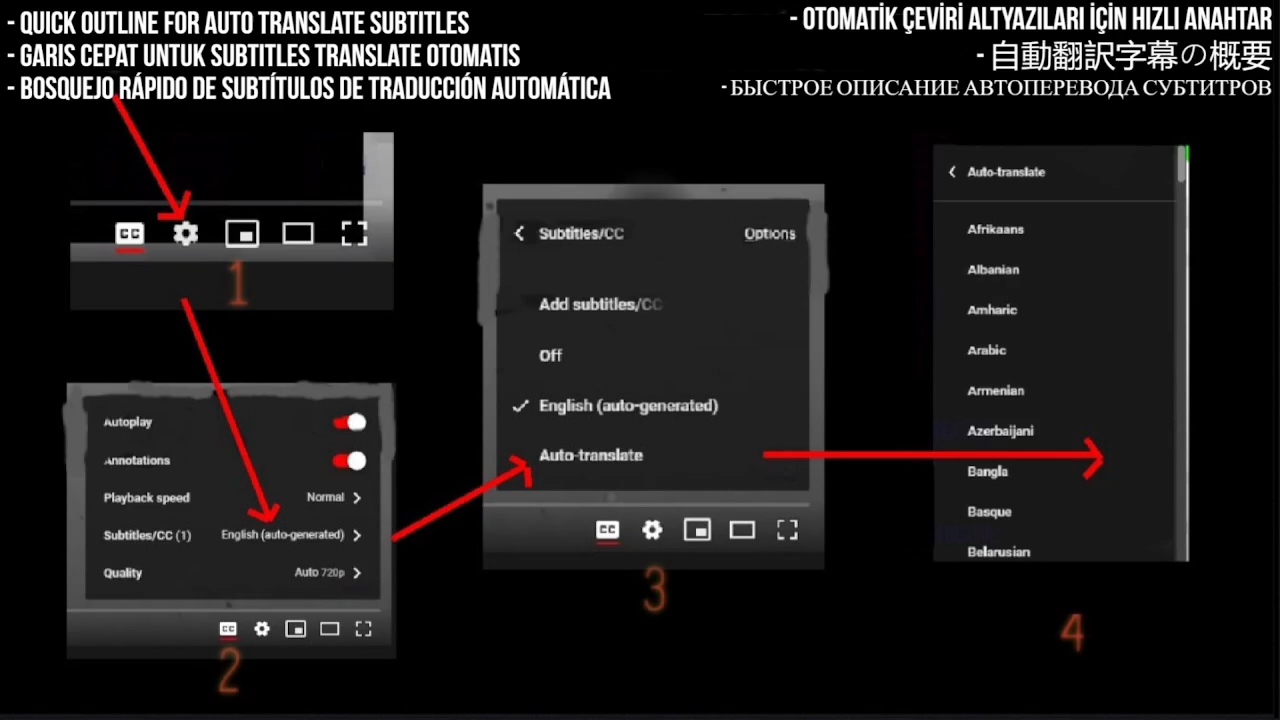 - QUICK OUTLINE FOR AUTO TRANSLATE SUBTITLES
- GARIS CEPAT UNTUK SUBTITLES TRANSLATE OTOMATIS
- BOSQUEJO RÁPIDO DE SUBTÍTULOS DE TRADUCCIÓN AUTOMÁTICA
- OTOMATİK ÇEVİRİ ALTYAZILARI İÇİN HIZLI ANAHTAR
- 自動翻訳字幕の概要
- БЫСТРОЕ ОПИСАНИЕ АВТОПЕРЕВОДА СУБТИТРОВ
CC
1
Autoplay
Annotations
Playback speed Normal
Subtitles/CC (1) English (auto-generated)
Quality Auto 720p
CC
2
Subtitles/CC Options
Add subtitles/CC
Off
English (auto-generated)
Auto-translate
CC
3
Auto-translate
Afrikaans
Albanian
Amharic
Arabic
Armenian
Azerbaijani
Bangla
Basque
Belarusian
4